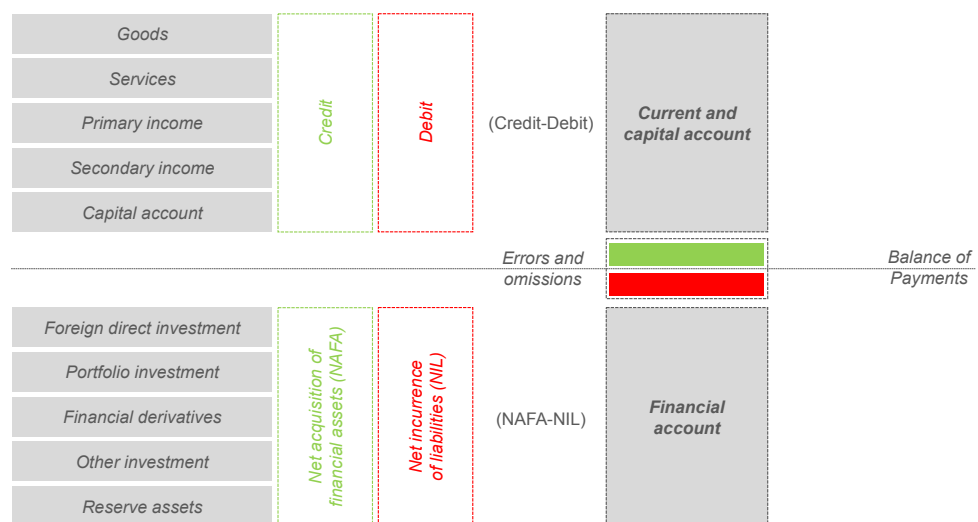 Goods
Services
Primary income
Secondary income
Capital account
Credit
Debit
(Credit-Debit)
Current and
capital account
Errors and
omissions
Balance of
Payments
Foreign direct investment
Portfolio investment
Financial derivatives
Other investment
Reserve assets
Net acquisition of
financial assets (NAFA)
Net incurrence
of liabilities (NIL)
(NAFA-NIL)
Financial
account